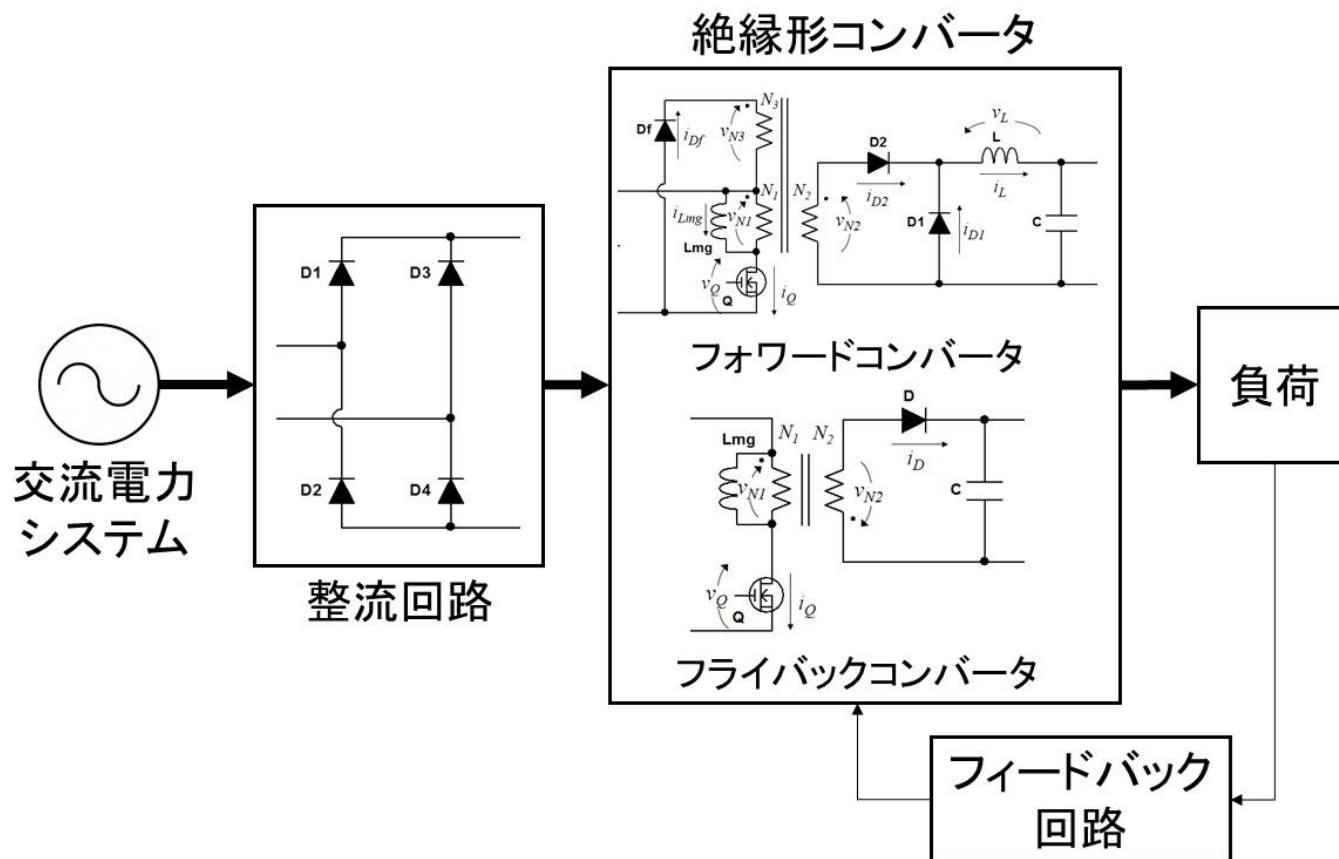 絶縁形コンバータ
N3
Df
iDf
vN3
vL
L
D2
iD2
iL
N1
N2
iLmg
vN1
vN2
D1
iD1
C
Lmg
vQ
Q
iQ
フォワードコンバータ
D1
D3
D2
D4
整流回路
交流電力
システム
D
Lmg
N1
N2
iD
vN1
vN2
C
vQ
Q
iQ
フライバックコンバータ
負荷
フィードバック
回路